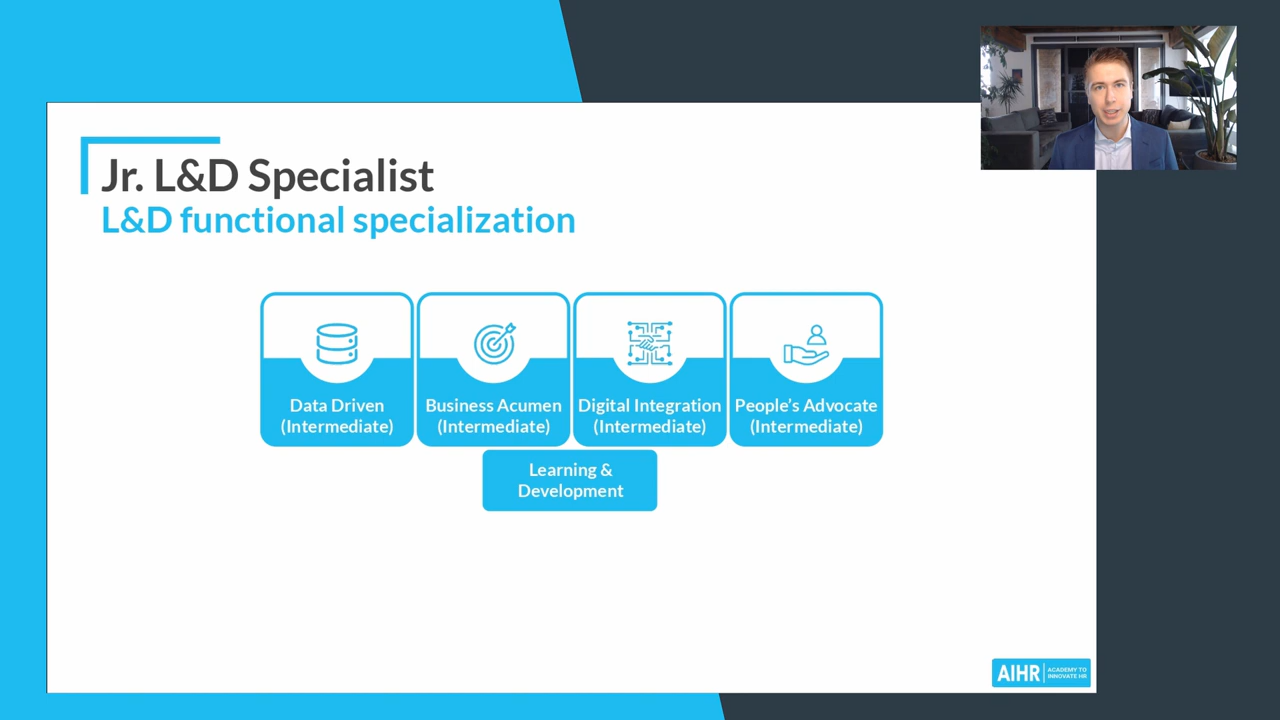 Jr. L&D Specialist
L&D functional specialization
Data Driven
(Intermediate)
Business Acumen
(Intermediate)
Digital Integration
(Intermediate)
People’s Advocate
(Intermediate)
Learning &
Development
AIHR
ACADEMY TO
INNOVATE HR